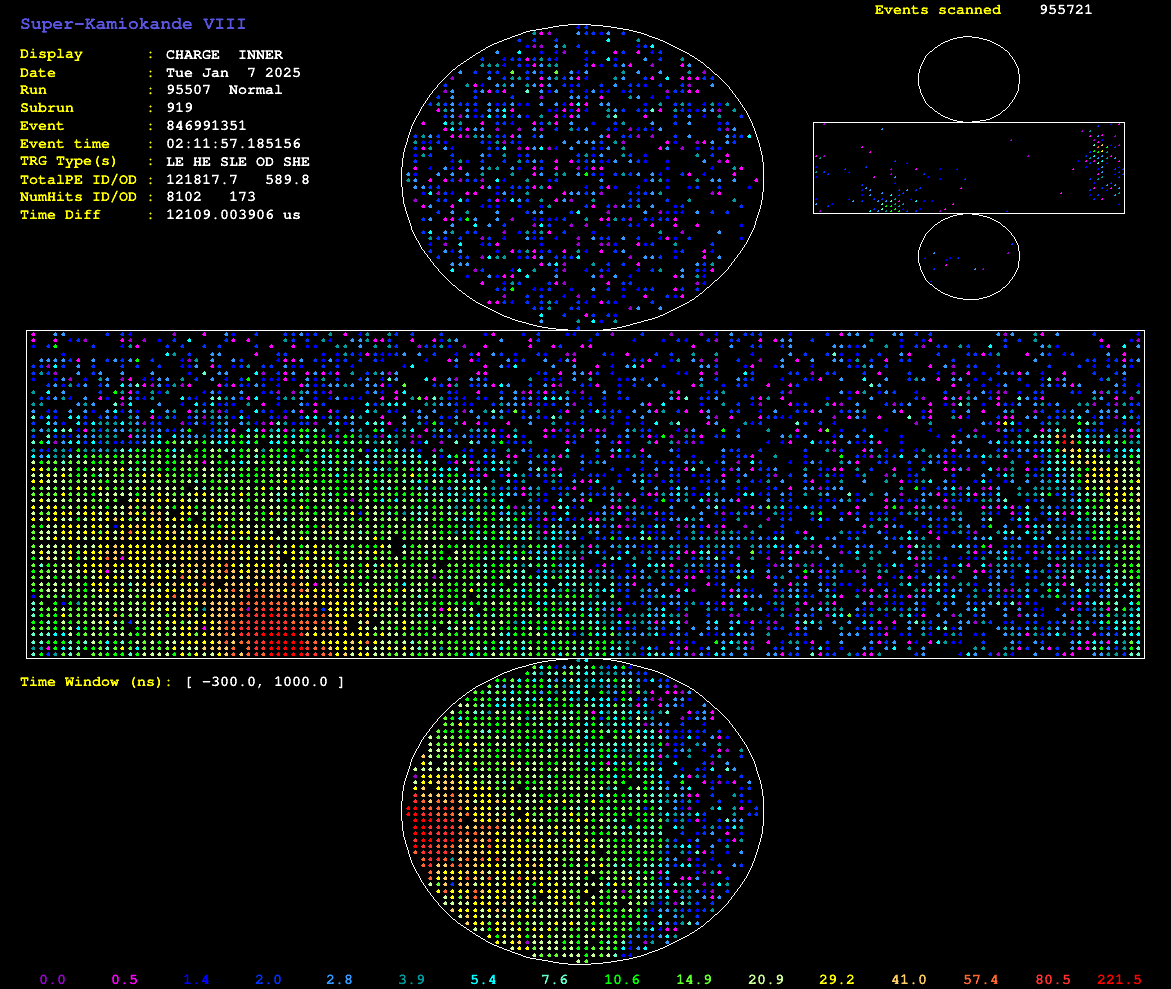 Super-Kamiokande VIII
Events scanned 955721
Display : CHARGE INNER
Date : Tue Jan 7 2025
Run : 95507 Normal
Subrun : 919
Event : 846991351
Event time : 02:11:57.185156
TRG Type(s) : LE HE SLE OD SHE
TotalPE ID/OD : 121817.7 589.8
NumHits ID/OD : 8102 173
Time Diff : 12109.003906 us
Time Window (ns): [ -300.0, 1000.0 ]
0.0 0.5 1.4 2.0 2.8 3.9 5.4 7.6 10.6 14.9 20.9 29.2 41.0 57.4 80.5 221.5